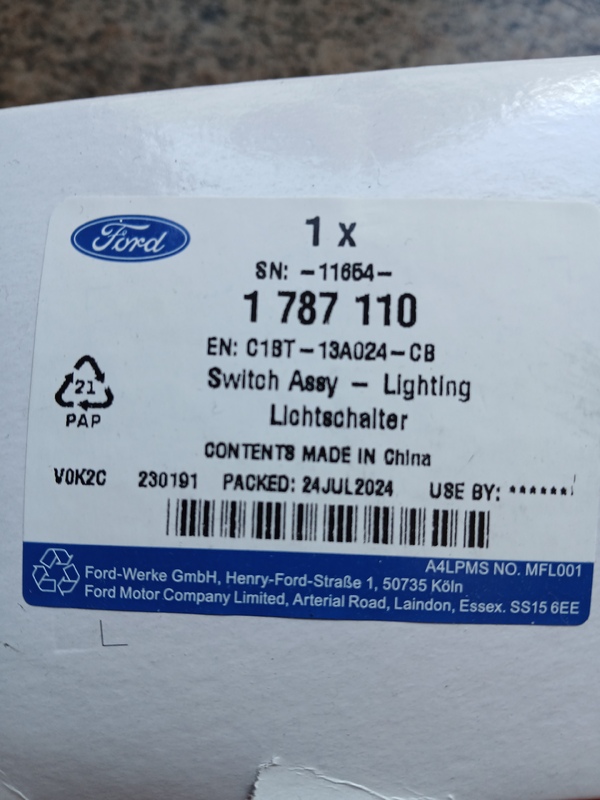 Ford
1 x
SN: -11654-
1 787 110
EN: C1BT-13A024-CB
Switch Assy - Lighting
Lichtschalter
21
PAP
CONTENTS MADE IN China
V0K2C 230191 PACKED: 24JUL2024 USE BY: ******
A4LPMS NO. MFL001
Ford-Werke GmbH, Henry-Ford-Straße 1, 50735 Köln
Ford Motor Company Limited, Arterial Road, Laindon, Essex. SS15 6EE